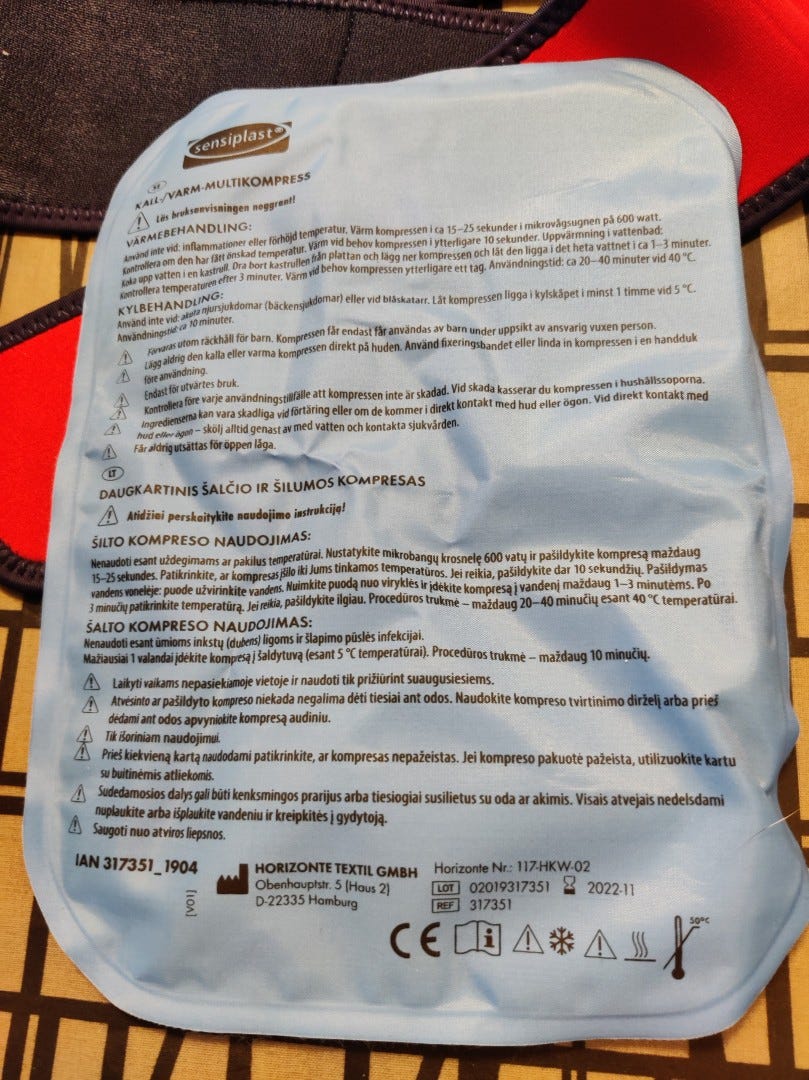 sensiplast®
SE
KALL-/VARM-MULTIKOMPRESS
Läs bruksanvisningen noggrant!
VÄRMEBEHANDLING:
Använd inte vid: inflammationer eller förhöjd temperatur. Värm kompressen i ca 15–25 sekunder i mikrovågsugnen på 600 watt.
Kontrollera om den har fått önskad temperatur. Värm vid behov kompressen i ytterligare 10 sekunder. Uppvärmning i vattenbad:
Koka upp vatten i en kastrull. Dra bort kastrullen från plattan och lägg ner kompressen och låt den ligga i det heta vattnet i ca 1–3 minuter.
Kontrollera temperaturen efter 3 minuter. Värm vid behov kompressen ytterligare ett tag. Användningstid: ca 20–40 minuter vid 40 °C.
KYLBEHANDLING:
Använd inte vid: akuta njursjukdomar (bäckensjukdomar) eller vid blåskatarr. Låt kompressen ligga i kylskåpet i minst 1 timme vid 5 °C.
Användningstid: ca 10 minuter.
Förvaras utom räckhåll för barn. Kompressen får endast får användas av barn under uppsikt av ansvarig vuxen person.
Lägg aldrig den kalla eller varma kompressen direkt på huden. Använd fixeringsbandet eller linda in kompressen i en handduk
före användning.
Endast för utvärtes bruk.
Kontrollera före varje användningstillfälle att kompressen inte är skadad. Vid skada kasserar du kompressen i hushållssoporna.
Ingredienserna kan vara skadliga vid förtäring eller om de kommer i direkt kontakt med hud eller ögon. Vid direkt kontakt med
hud eller ögon – skölj alltid genast av med vatten och kontakta sjukvården.
Får aldrig utsättas för öppen låga.
LT
DAUGKARTINIS ŠALČIO IR ŠILUMOS KOMPRESAS
Atidžiai perskaitykite naudojimo instrukciją!
ŠILTO KOMPRESO NAUDOJIMAS:
Nenaudoti esant uždegimams ar pakilus temperatūrai. Nustatykite mikrobangų krosnelę 600 vatų ir pašildykite kompresą maždaug
15–25 sekundes. Patikrinkite, ar kompresas įšilo iki Jums tinkamos temperatūros. Jei reikia, pašildykite dar 10 sekundžių. Pašildymas
vandens vonelėje: puode užvirinkite vandens. Nuimkite puodą nuo viryklės ir įdėkite kompresą į vandenį maždaug 1–3 minutėms. Po
3 minučių patikrinkite temperatūrą. Jei reikia, pašildykite ilgiau. Procedūros trukmė – maždaug 20–40 minučių esant 40 °C temperatūrai.
ŠALTO KOMPRESO NAUDOJIMAS:
Nenaudoti esant ūmioms inkstų (dubens) ligoms ir šlapimo pūslės infekcijai.
Mažiausiai 1 valandai įdėkite kompresą į šaldytuvą (esant 5 °C temperatūrai). Procedūros trukmė – maždaug 10 minučių.
Laikyti vaikams nepasiekiamoje vietoje ir naudoti tik prižiūrint suaugusiesiems.
Atvėsinto ar pašildyto kompreso niekada negalima dėti tiesiai ant odos. Naudokite kompreso tvirtinimo dirželį arba prieš
dėdami ant odos apvyniokite kompresą audiniu.
Tik išoriniam naudojimui.
Prieš kiekvieną kartą naudodami patikrinkite, ar kompresas nepažeistas. Jei kompreso pakuotė pažeista, utilizuokite kartu
su buitinėmis atliekomis.
Sudedamosios dalys gali būti kenksmingos prarijus arba tiesiogiai susilietus su oda ar akimis. Visais atvejais nedelsdami
nuplaukite arba išplaukite vandeniu ir kreipkitės į gydytoją.
Saugoti nuo atviros liepsnos.
IAN 317351_1904
[V01]
HORIZONTE TEXTIL GMBH
Obenhauptstr. 5 (Haus 2)
D-22335 Hamburg
Horizonte Nr.: 117-HKW-02
LOT 02019317351 2022-11
REF 317351
CE
50°C